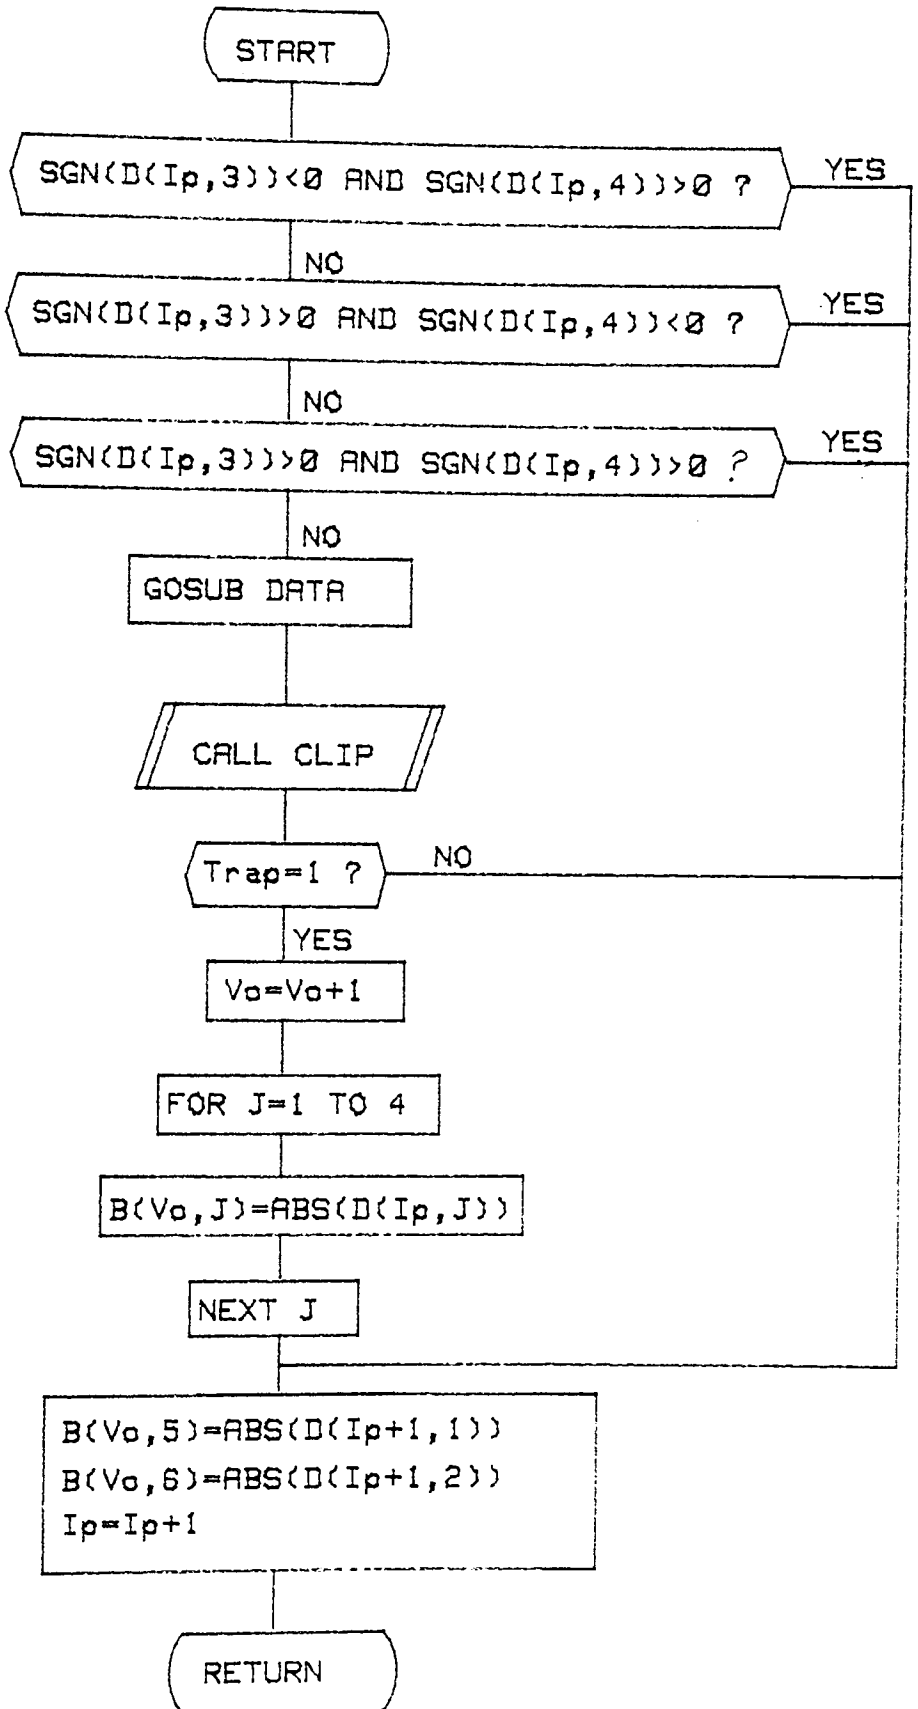 START
SGN(D(Ip,3))<0 AND SGN(D(Ip,4))>0 ?
YES
NO
SGN(D(Ip,3))>0 AND SGN(D(Ip,4))<0 ?
YES
NO
SGN(D(Ip,3))>0 AND SGN(D(Ip,4))>0 ?
YES
NO
GOSUB DATA
CALL CLIP
Trap=1 ?
NO
YES
Vo=Vo+1
FOR J=1 TO 4
B(Vo,J)=ABS(D(Ip,J))
NEXT J
B(Vo,5)=ABS(D(Ip+1,1))
B(Vo,6)=ABS(D(Ip+1,2))
Ip=Ip+1
RETURN